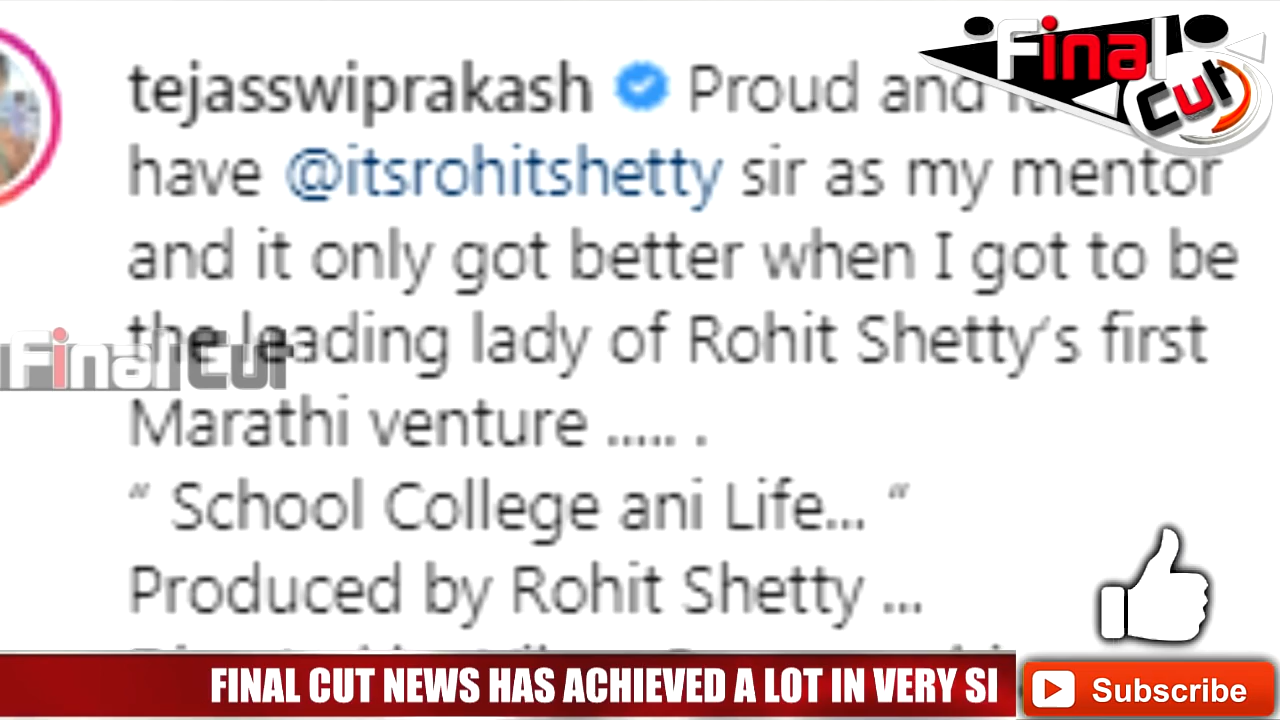 tejasswiprakash Proud and
have @itsrohitshetty sir as my mentor
and it only got better when I got to be
the leading lady of Rohit Shetty's first
Marathi venture ..... .
“ School College ani Life... “
Produced by Rohit Shetty ...
Final Cut
Final Cut
FINAL CUT NEWS HAS ACHIEVED A LOT IN VERY SI
Subscribe